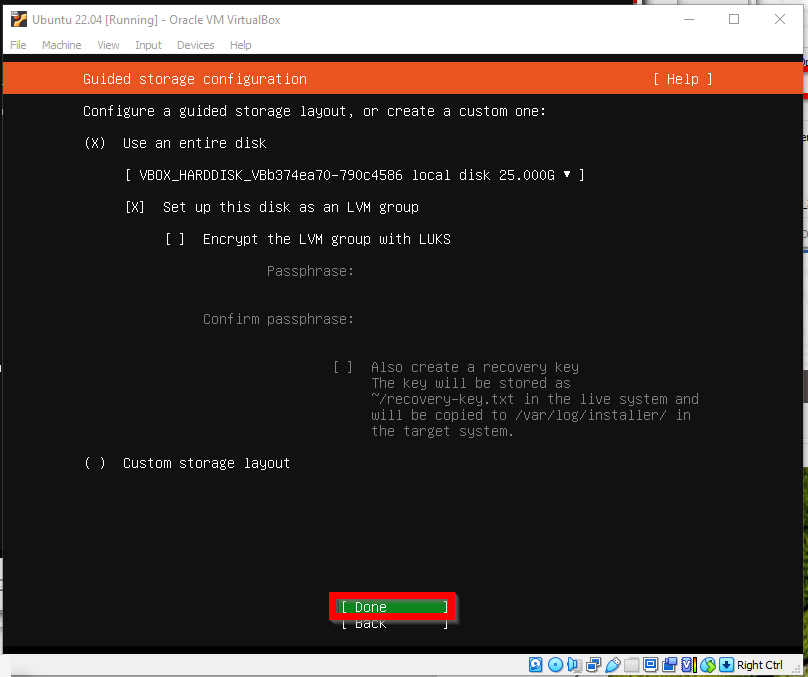 Ubuntu 22.04 [Running] - Oracle VM VirtualBox
File Machine View Input Devices Help
Guided storage configuration [ Help ]
Configure a guided storage layout, or create a custom one:
(X) Use an entire disk
[ VBOX_HARDDISK_VBb374ea70-790c4586 local disk 25.000G ▾ ]
[X] Set up this disk as an LVM group
[ ] Encrypt the LVM group with LUKS
Passphrase:
Confirm passphrase:
[ ] Also create a recovery key
The key will be stored as
~/recovery-key.txt in the live system and
will be copied to /var/log/installer/ in
the target system.
( ) Custom storage layout
[ Done ]
[ Back ]
Right Ctrl